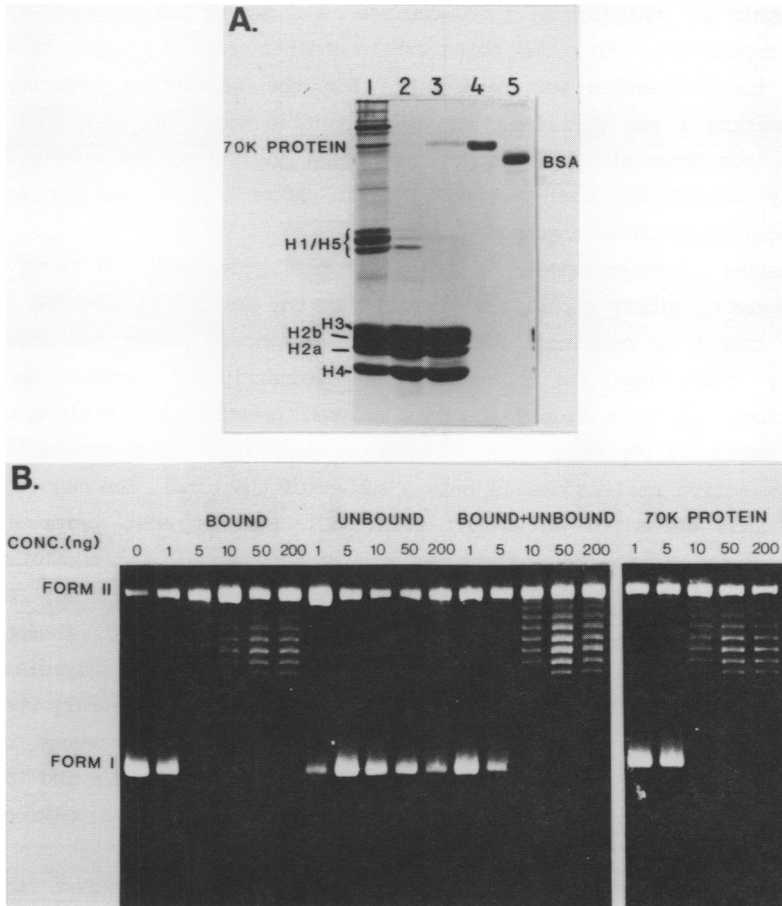 A.
1 2 3 4 5
70K PROTEIN
BSA
H1/H5
H3
H2b
H2a
H4
B.
BOUND UNBOUND BOUND+UNBOUND 70K PROTEIN
CONC.(ng) 0 1 5 10 50 200 1 5 10 50 200 1 5 10 50 200 1 5 10 50 200
FORM II
FORM I